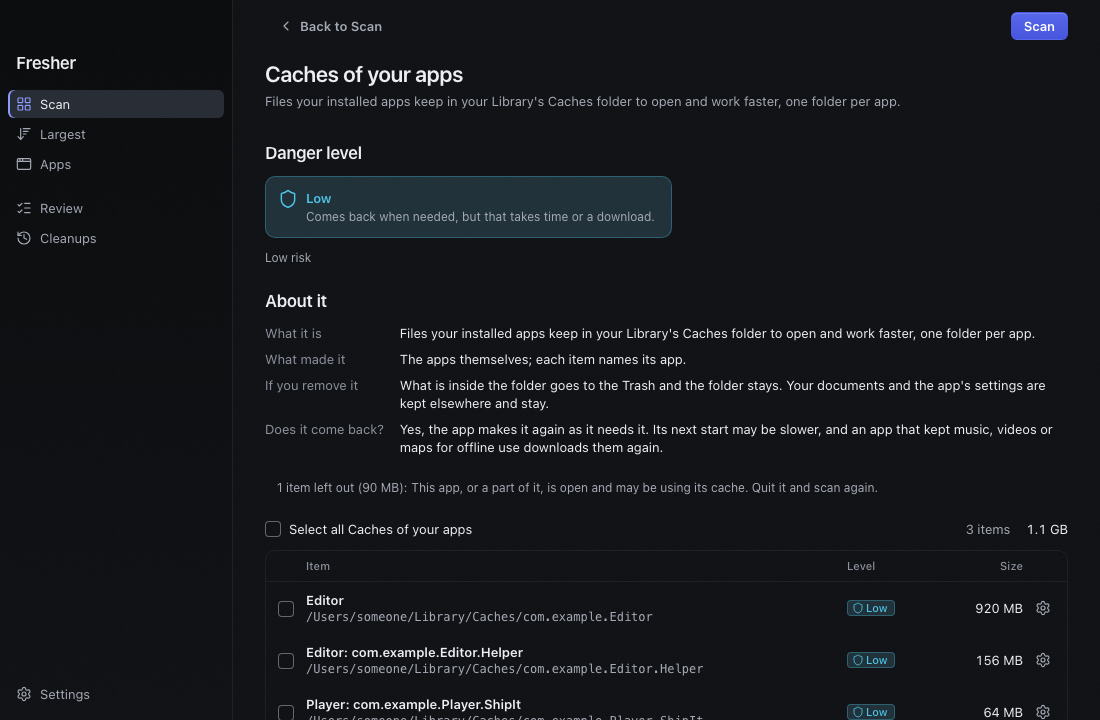 Back to Scan
Scan
Fresher
Scan
Largest
Apps
Review
Cleanups
Settings
Caches of your apps
Files your installed apps keep in your Library's Caches folder to open and work faster, one folder per app.
Danger level
Low
Comes back when needed, but that takes time or a download.
Low risk
About it
What it is
Files your installed apps keep in your Library's Caches folder to open and work faster, one folder per app.
What made it
The apps themselves; each item names its app.
If you remove it
What is inside the folder goes to the Trash and the folder stays. Your documents and the app's settings are
kept elsewhere and stay.
Does it come back?
Yes, the app makes it again as it needs it. Its next start may be slower, and an app that kept music, videos or
maps for offline use downloads them again.
1 item left out (90 MB): This app, or a part of it, is open and may be using its cache. Quit it and scan again.
Select all Caches of your apps
3 items 1.1 GB
Item Level Size
Editor
/Users/someone/Library/Caches/com.example.Editor
Low
920 MB
Editor: com.example.Editor.Helper
/Users/someone/Library/Caches/com.example.Editor.Helper
Low
156 MB
Player: com.example.Player.ShipIt
/Users/someone/Library/Caches/com.example.Player.ShipIt
Low
64 MB